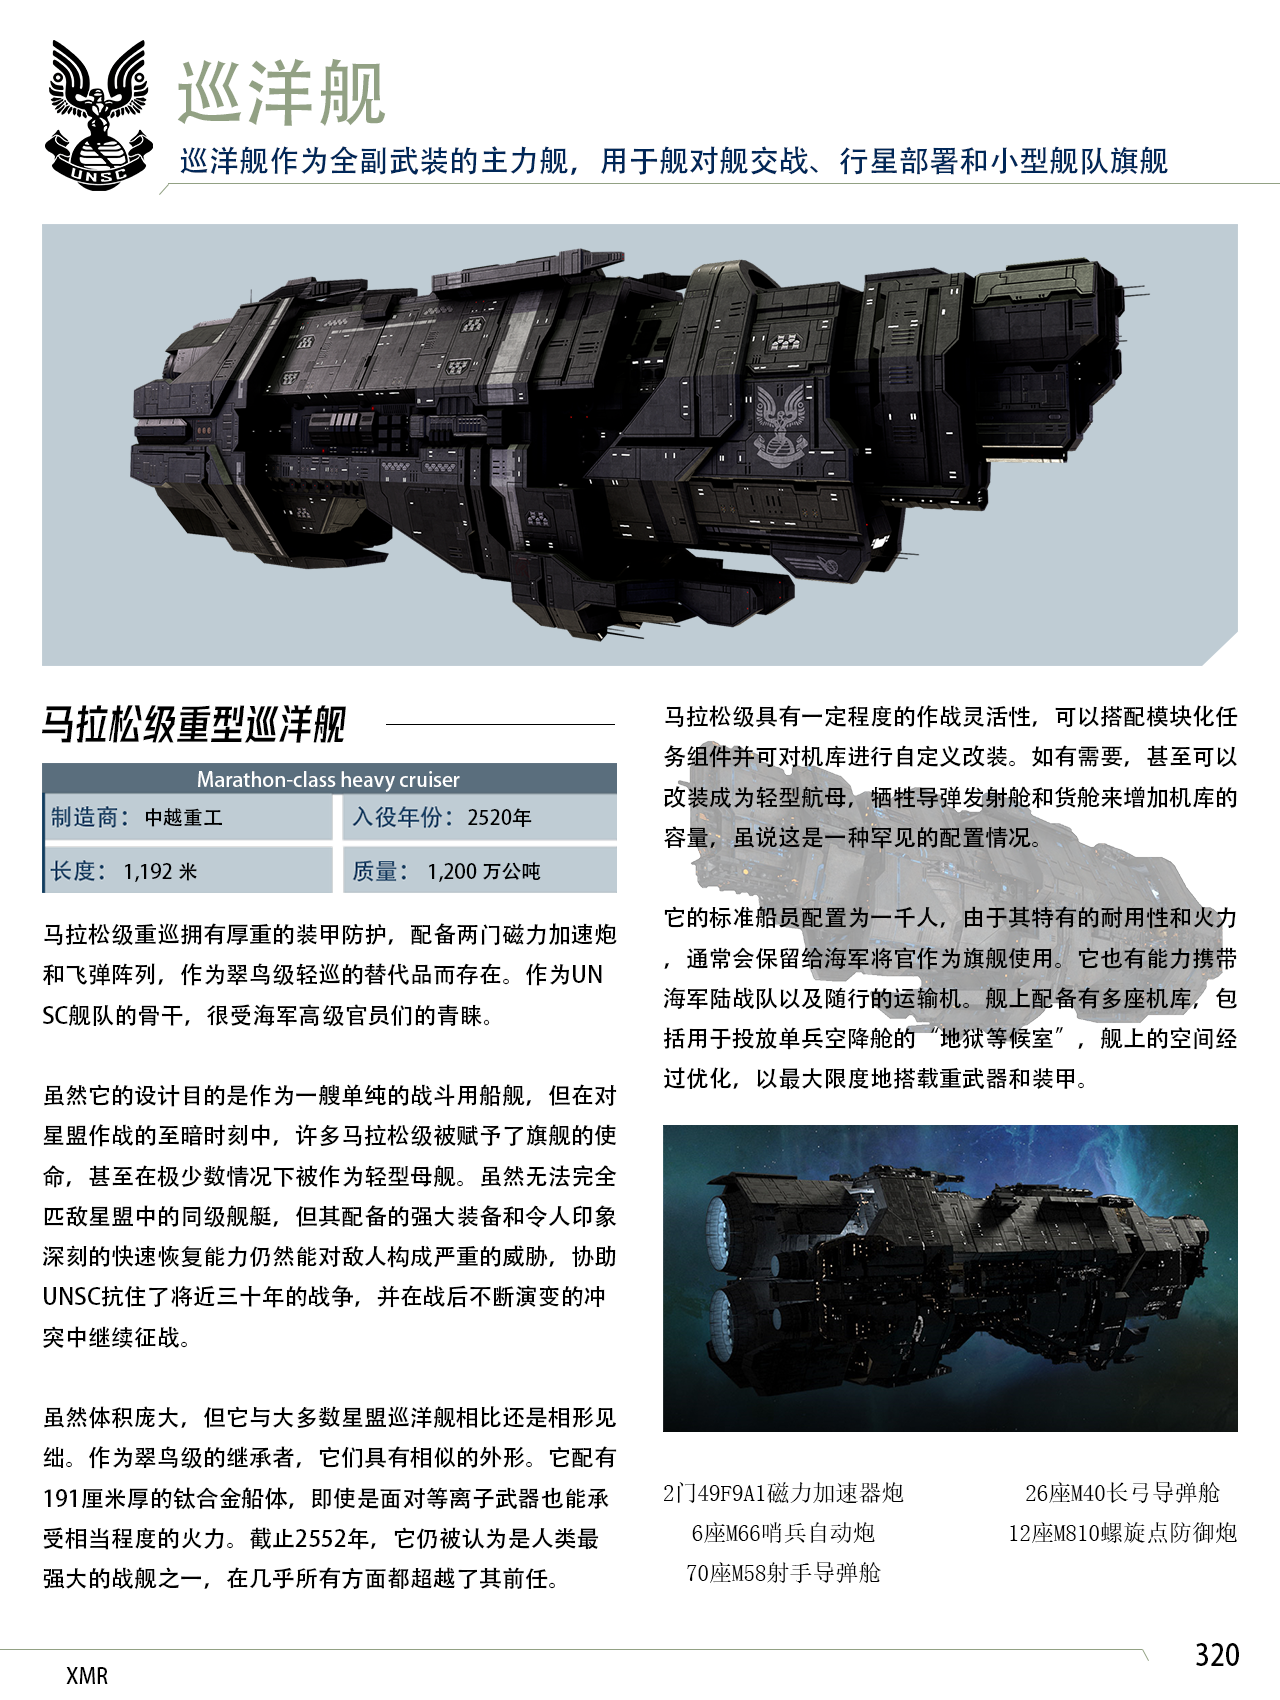 UNSC
巡洋舰
巡洋舰作为全副武装的主力舰，用于舰对舰交战、行星部署和小型舰队旗舰
马拉松级重型巡洋舰
Marathon-class heavy cruiser
制造商：中越重工
入役年份：2520年
长度：1,192 米
质量：1,200 万公吨
马拉松级重巡拥有厚重的装甲防护，配备两门磁力加速炮
和飞弹阵列，作为翠鸟级轻巡的替代品而存在。作为UN
SC舰队的骨干，很受海军高级官员们的青睐。
虽然它的设计目的是作为一艘单纯的战斗用船舰，但在对
星盟作战的至暗时刻中，许多马拉松级被赋予了旗舰的使
命，甚至在极少数情况下被作为轻型母舰。虽然无法完全
匹敌星盟中的同级舰艇，但其配备的强大装备和令人印象
深刻的快速恢复能力仍然能对敌人构成严重的威胁，协助
UNSC抗住了将近三十年的战争，并在战后不断演变的冲
突中继续征战。
虽然体积庞大，但它与大多数星盟巡洋舰相比还是相形见
绌。作为翠鸟级的继承者，它们具有相似的外形。它配有
191厘米厚的钛合金船体，即使是面对等离子武器也能承
受相当程度的火力。截止2552年，它仍被认为是人类最
强大的战舰之一，在几乎所有方面都超越了其前任。
马拉松级具有一定程度的作战灵活性，可以搭配模块化任
务组件并可对机库进行自定义改装。如有需要，甚至可以
改装成为轻型航母，牺牲导弹发射舱和货舱来增加机库的
容量，虽说这是一种罕见的配置情况。
它的标准船员配置为一千人，由于其特有的耐用性和火力
，通常会保留给海军将官作为旗舰使用。它也有能力携带
海军陆战队以及随行的运输机。舰上配备有多座机库，包
括用于投放单兵空降舱的“地狱等候室”，舰上的空间经
过优化，以最大限度地搭载重武器和装甲。
2门49F9A1磁力加速器炮
6座M66哨兵自动炮
70座M58射手导弹舱
26座M40长弓导弹舱
12座M810螺旋点防御炮
320
XMR